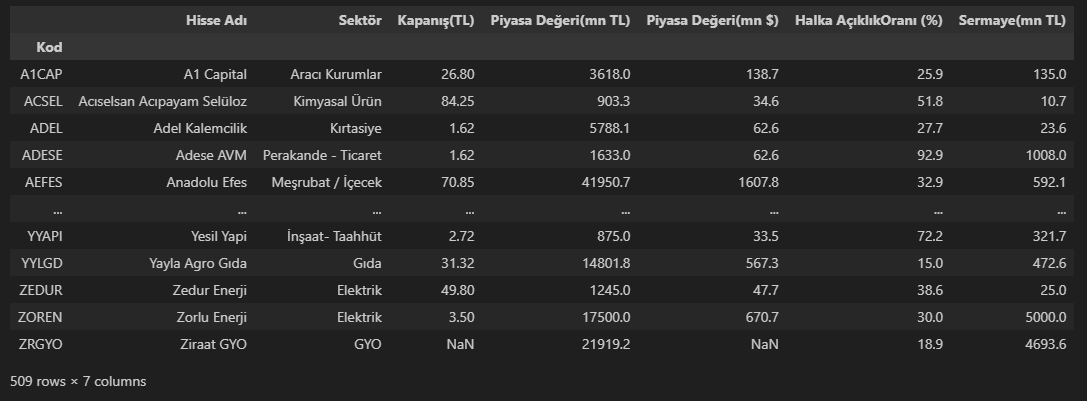 Hisse Adı Sektör Kapanış(TL) Piyasa Değeri(mn TL) Piyasa Değeri(mn $) Halka AçıklıkOranı (%) Sermaye(mn TL)
Kod
A1CAP A1 Capital Aracı Kurumlar 26.80 3618.0 138.7 25.9 135.0
ACSEL Acıselsan Acıpayam Selüloz Kimyasal Ürün 84.25 903.3 34.6 51.8 10.7
ADEL Adel Kalemcilik Kırtasiye 1.62 5788.1 62.6 27.7 23.6
ADESE Adese AVM Perakande - Ticaret 1.62 1633.0 62.6 92.9 1008.0
AEFES Anadolu Efes Meşrubat / İçecek 70.85 41950.7 1607.8 32.9 592.1
... ... ... ... ... ... ... ...
YYAPI Yesil Yapi İnşaat- Taahhüt 2.72 875.0 33.5 72.2 321.7
YYLGD Yayla Agro Gıda Gıda 31.32 14801.8 567.3 15.0 472.6
ZEDUR Zedur Enerji Elektrik 49.80 1245.0 47.7 38.6 25.0
ZOREN Zorlu Enerji Elektrik 3.50 17500.0 670.7 30.0 5000.0
ZRGYO Ziraat GYO GYO NaN 21919.2 NaN 18.9 4693.6
509 rows × 7 columns